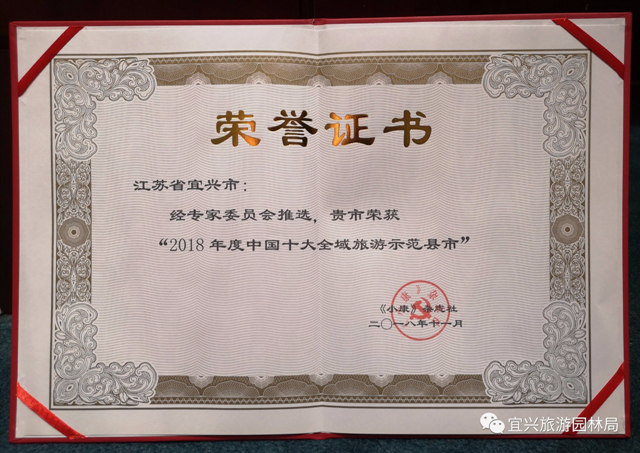 荣誉证书
江苏省宜兴市：
经专家委员会推选，贵市荣获
“2018年度中国十大全域旅游示范县市”
《小康》杂志社
二〇一八年十一月
宜兴旅游园林局